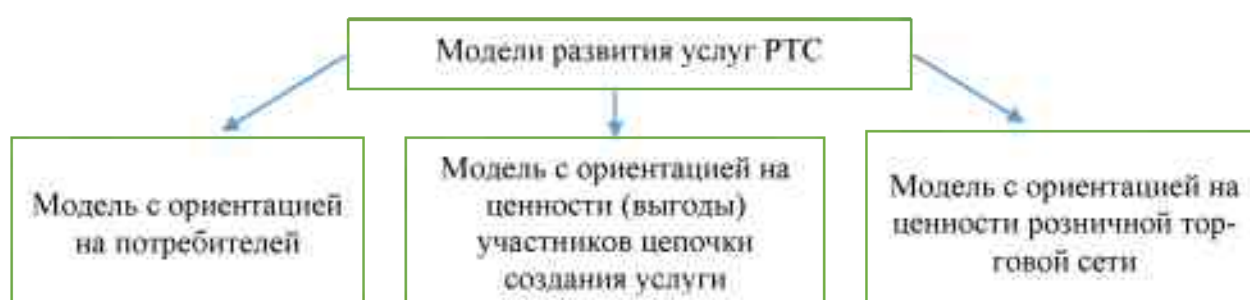 Модели развития услуг РТС
Модель с ориентацией
на потребителей
Модель с ориентацией на
ценности (выгоды)
участников цепочки
создания услуги
Модель с ориентацией на
ценности розничной тор-
говой сети